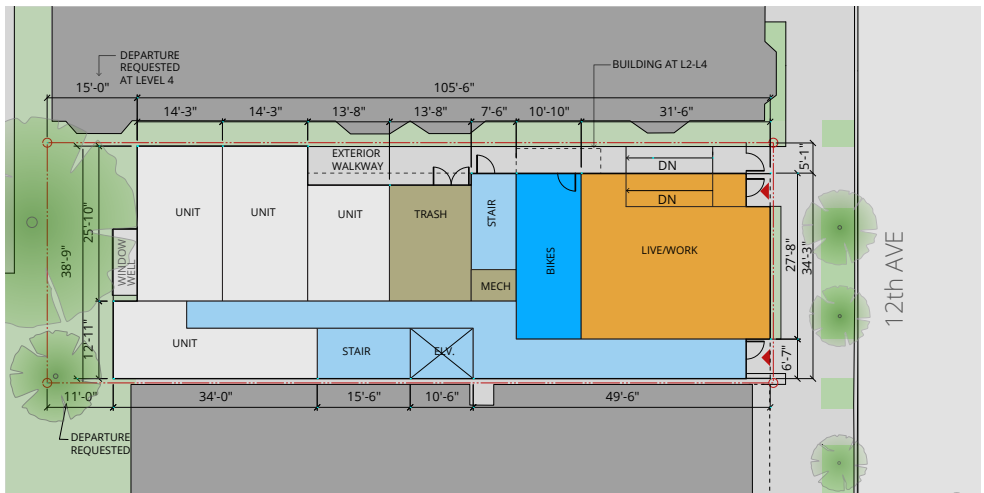 DEPARTURE
REQUESTED
AT LEVEL 4
BUILDING AT L2-L4
15'-0"
105'-6"
14'-3"
14'-3"
13'-8"
13'-8"
7'-6"
10'-10"
31'-6"
EXTERIOR
WALKWAY
DN
DN
5'-1"
UNIT
UNIT
UNIT
TRASH
STAIR
BIKES
LIVE/WORK
25'-10"
38'-9"
WINDOW
WELL
MECH
27'-8"
34'-3"
12th AVE
12'-11"
UNIT
STAIR
ELV.
6'-7"
11'-0"
34'-0"
15'-6"
10'-6"
49'-6"
DEPARTURE
REQUESTED